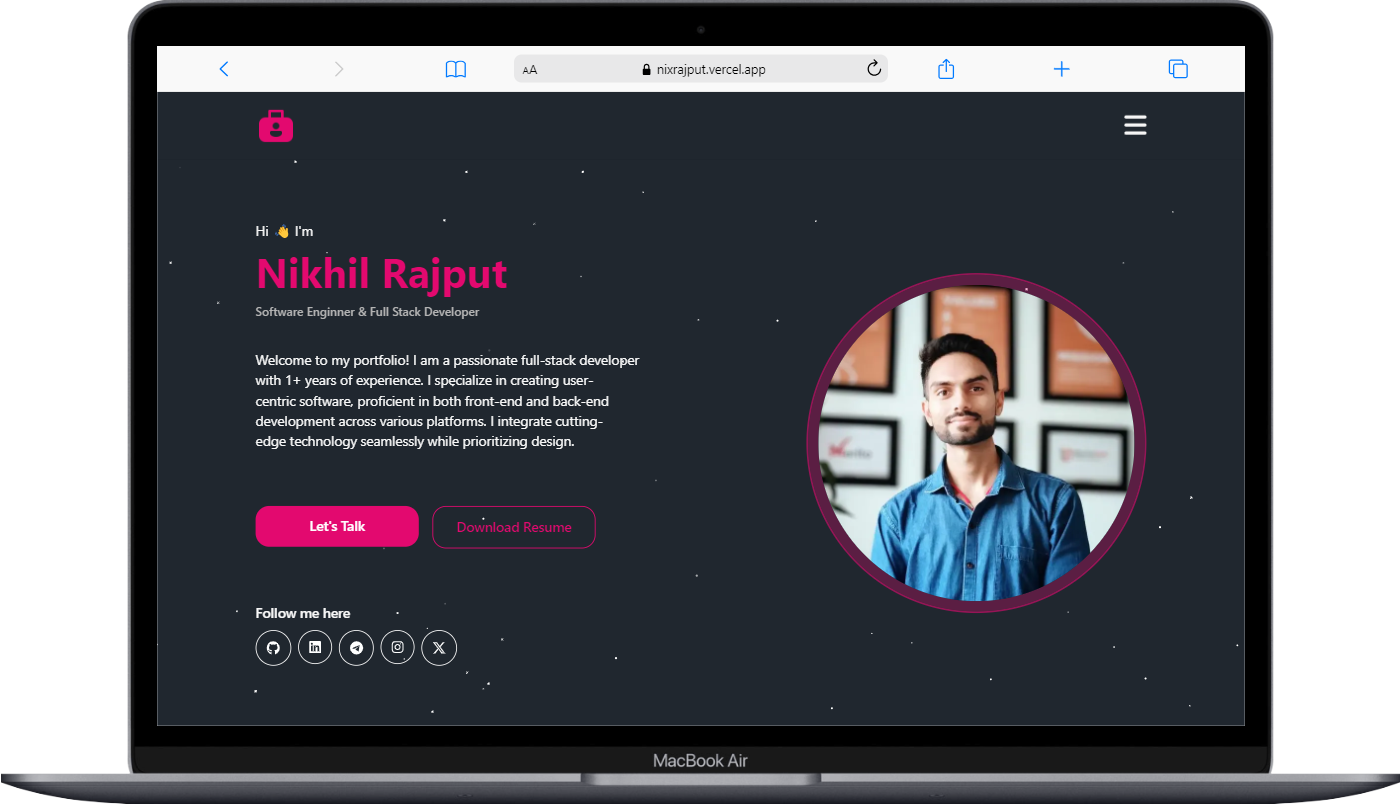 AA
nixrajput.vercel.app
Hi 👋 I'm
Nikhil Rajput
Software Enginner & Full Stack Developer
Welcome to my portfolio! I am a passionate full-stack developer
with 1+ years of experience. I specialize in creating user-
centric software, proficient in both front-end and back-end
development across various platforms. I integrate cutting-
edge technology seamlessly while prioritizing design.
Let's Talk
Download Resume
Follow me here
MacBook Air